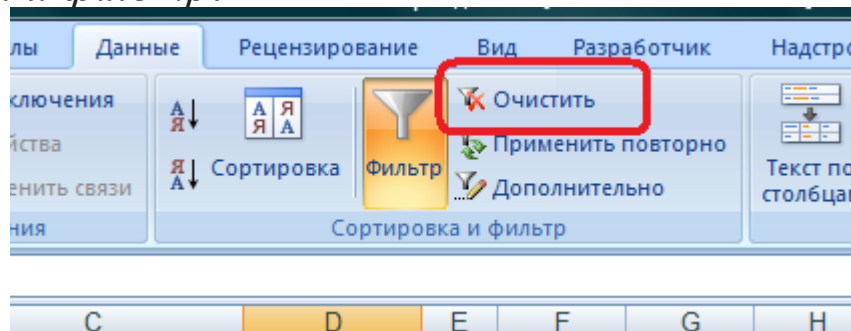 лы Данные Рецензирование Вид Разработчик Надстро
ключения
йства
енить связи
ния
А Я
Я А
А Я
Я А
Сортировка
Фильтр
Очистить
Применить повторно
Дополнительно
Сортировка и фильтр
Текст по
столбца
C D E F G H